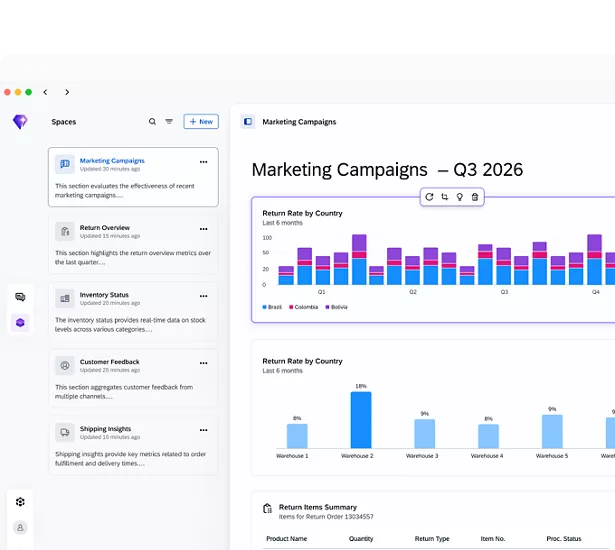 Spaces
New
Marketing Campaigns
Updated 30 minutes ago
This section evaluates the effectiveness of recent
marketing campaigns....
Return Overview
Updated 15 minutes ago
This section highlights the return overview metrics over
the last quarter....
Inventory Status
Updated 20 minutes ago
The inventory status provides real-time data on stock
levels across various categories....
Customer Feedback
Updated 25 minutes ago
This section aggregates customer feedback from
multiple channels....
Shipping Insights
Updated 10 minutes ago
Shipping insights provide key metrics related to order
fulfillment and delivery times....
Marketing Campaigns
Marketing Campaigns – Q3 2026
Return Rate by Country
Last 6 months
100
50
20
0
Q1 Q2 Q3 Q4
Brazil Colombia Bolivia
Return Rate by Country
Last 6 months
8% 18% 9% 8% 9% 9
Warehouse 1 Warehouse 2 Warehouse 3 Warehouse 4 Warehouse 5 Wareh
Return Items Summary
Items for Return Order 13034557
Product Name Quantity Return Type Item No. Proc. Status